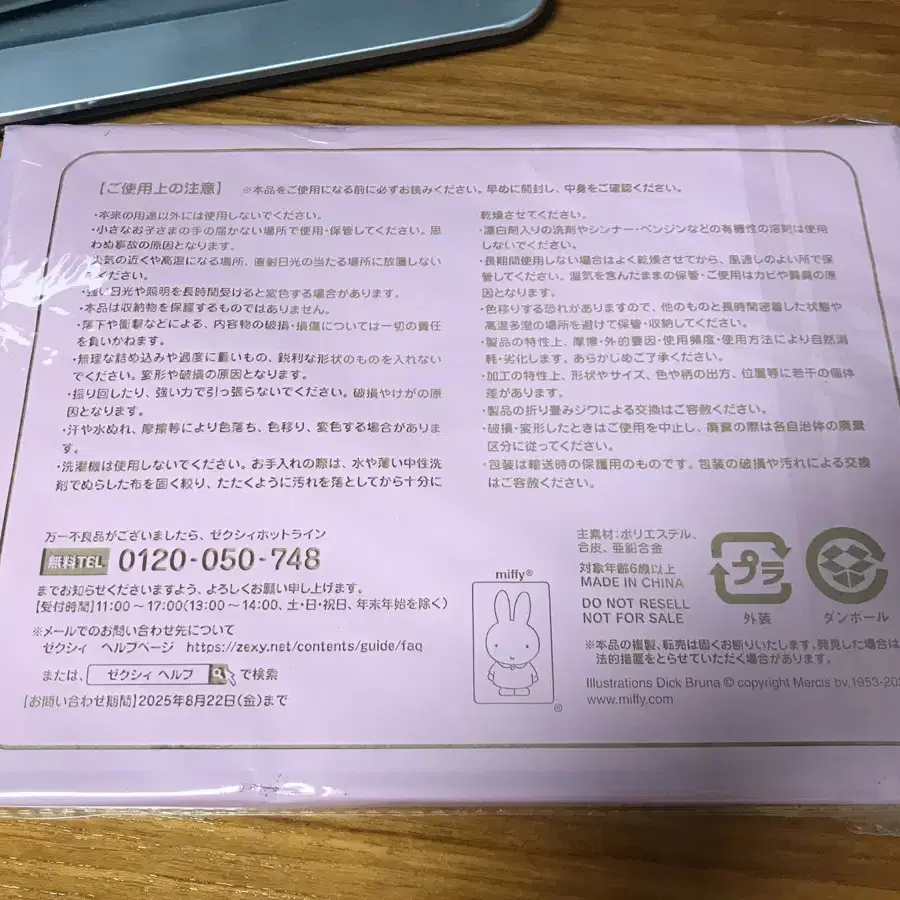 【ご使用上の注意】 ※本品をご使用になる前に必ずお読みください。早めに開封し、中身をご確認ください。
・本来の用途以外には使用しないでください。
・小さなお子さまの手の届かない場所で使用・保管してください。思
わぬ事故の原因となります。
火気の近くや高温になる場所、直射日光の当たる場所に放置しない
ください。
・強い日光や照明を長時間受けると変色する場合があります。
・本品は収納物を保護するものではありません。
・落下や衝撃などによる、内容物の破損・損傷については一切の責任
を負いかねます。
・無理な詰め込みや過度に重いもの、鋭利な形状のものを入れない
でください。変形や破損の原因となります。
・振り回したり、強い力で引っ張らないでください。破損やけがの原
因となります。
・汗や水ぬれ、摩擦等により色落ち、色移り、変色する場合がありま
す。
・洗濯機は使用しないでください。お手入れの際は、水や薄い中性洗
剤でぬらした布を固く絞り、たたくように汚れを落としてから十分に
乾燥させてください。
・漂白剤入りの洗剤やシンナー・ベンジンなどの有機性の溶剤は使用
しないでください。
・長期間使用しない場合はよく乾燥させてから、風通しのよい所で保
管してください。湿気を含んだままの保管・ご使用はカビや異臭の原
因となります。
・色移りする恐れがありますので、他のものと長時間密着した状態や
高温多湿の場所を避けて保管・収納してください。
・製品の特性上、摩擦・外的要因・使用頻度・使用方法により自然消
耗・劣化します。あらかじめご了承ください。
・加工の特性上、形状やサイズ、色や柄の出方、位置等に若干の個体
差があります。
・製品の折り畳みジワによる交換はご容赦ください。
・破損・変形したときはご使用を中止し、廃棄の際は各自治体の廃棄
区分に従ってください。
・包装は輸送時の保護用のものです。包装の破損や汚れによる交換
はご容赦ください。
万一不良品がございましたら、ゼクシィホットライン
無料TEL 0120-050-748
までお知らせくださいますよう、よろしくお願い申し上げます。
【受付時間】11:00〜17:00(13:00〜14:00、土・日・祝日、年末年始を除く)
※メールでのお問い合わせ先について
ゼクシィ ヘルプページ https://zexy.net/contents/guide/faq
または、 ゼクシィ ヘルプ で検索
【お問い合わせ期間】2025年8月22日(金)まで
miffy®
®
主素材:ポリエステル、
合皮、亜鉛合金
対象年齢6歳以上
MADE IN CHINA
DO NOT RESELL
NOT FOR SALE
プラ
外装
ダンボール
※本品の複製、転売は固くお断りいたします。発見した場合は
法的措置をとらせていただく場合があります。
Illustrations Dick Bruna © copyright Mercis bv,1953-202
www.miffy.com